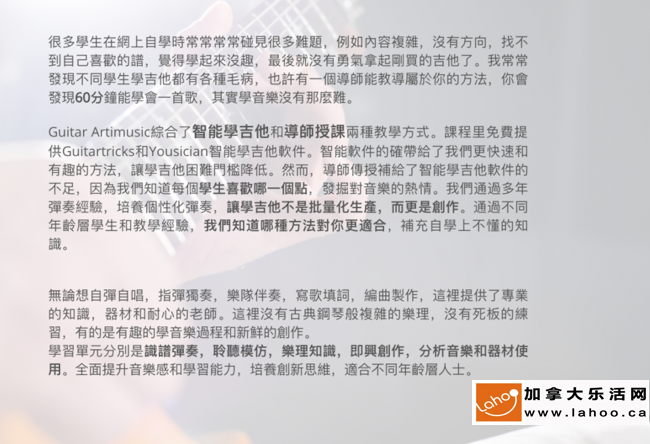 很多學生在網上自學時常常常常碰見很多難題，例如內容複雜，沒有方向，找不
到自己喜歡的譜，覺得學起來沒趣，最後就沒有勇氣拿起剛買的吉他了。我常常
發現不同學生學吉他都有各種毛病，也許有一個導師能教導屬於你的方法，你會
發現60分鐘能學會一首歌，其實學音樂沒有那麼難。
Guitar Artimusic綜合了智能學吉他和導師授課兩種教學方式。課程里免費提
供Guitartricks和Yousician智能學吉他軟件。智能軟件的確帶給了我們更快速和
有趣的方法，讓學吉他困難門檻降低。然而，導師傳授補給了智能學吉他軟件的
不足，因為我們知道每個學生喜歡哪一個點，發掘對音樂的熱情。我們通過多年
彈奏經驗，培養個性化彈奏，讓學吉他不是批量化生產，而更是創作。通過不同
年齡層學生和教學經驗，我們知道哪種方法對你更適合，補充自學上不懂的知
識。
無論想自彈自唱，指彈獨奏，樂隊伴奏，寫歌填詞，編曲製作，這裡提供了專業
的知識，器材和耐心的老師。這裡沒有古典鋼琴般複雜的樂理，沒有死板的練
習，有的是有趣的學音樂過程和新鮮的創作。
學習單元分別是識譜彈奏，聆聽模仿，樂理知識，即興創作，分析音樂和器材使
用。全面提升音樂感和學習能力，培養創新思維，適合不同年齡層人士。
Lahoo
加拿大乐活网
www.lahoo.ca